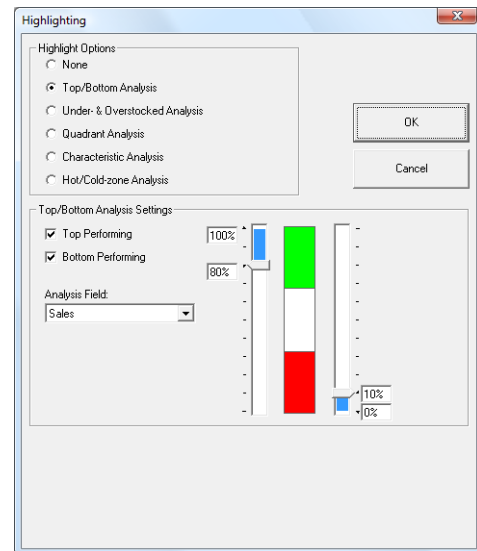 Highlighting
Highlight Options
None
Top/Bottom Analysis
Under- & Overstocked Analysis
Quadrant Analysis
Characteristic Analysis
Hot/Cold-zone Analysis
OK
Cancel
Top/Bottom Analysis Settings
Top Performing
Bottom Performing
Analysis Field:
Sales
100%
80%
10%
0%